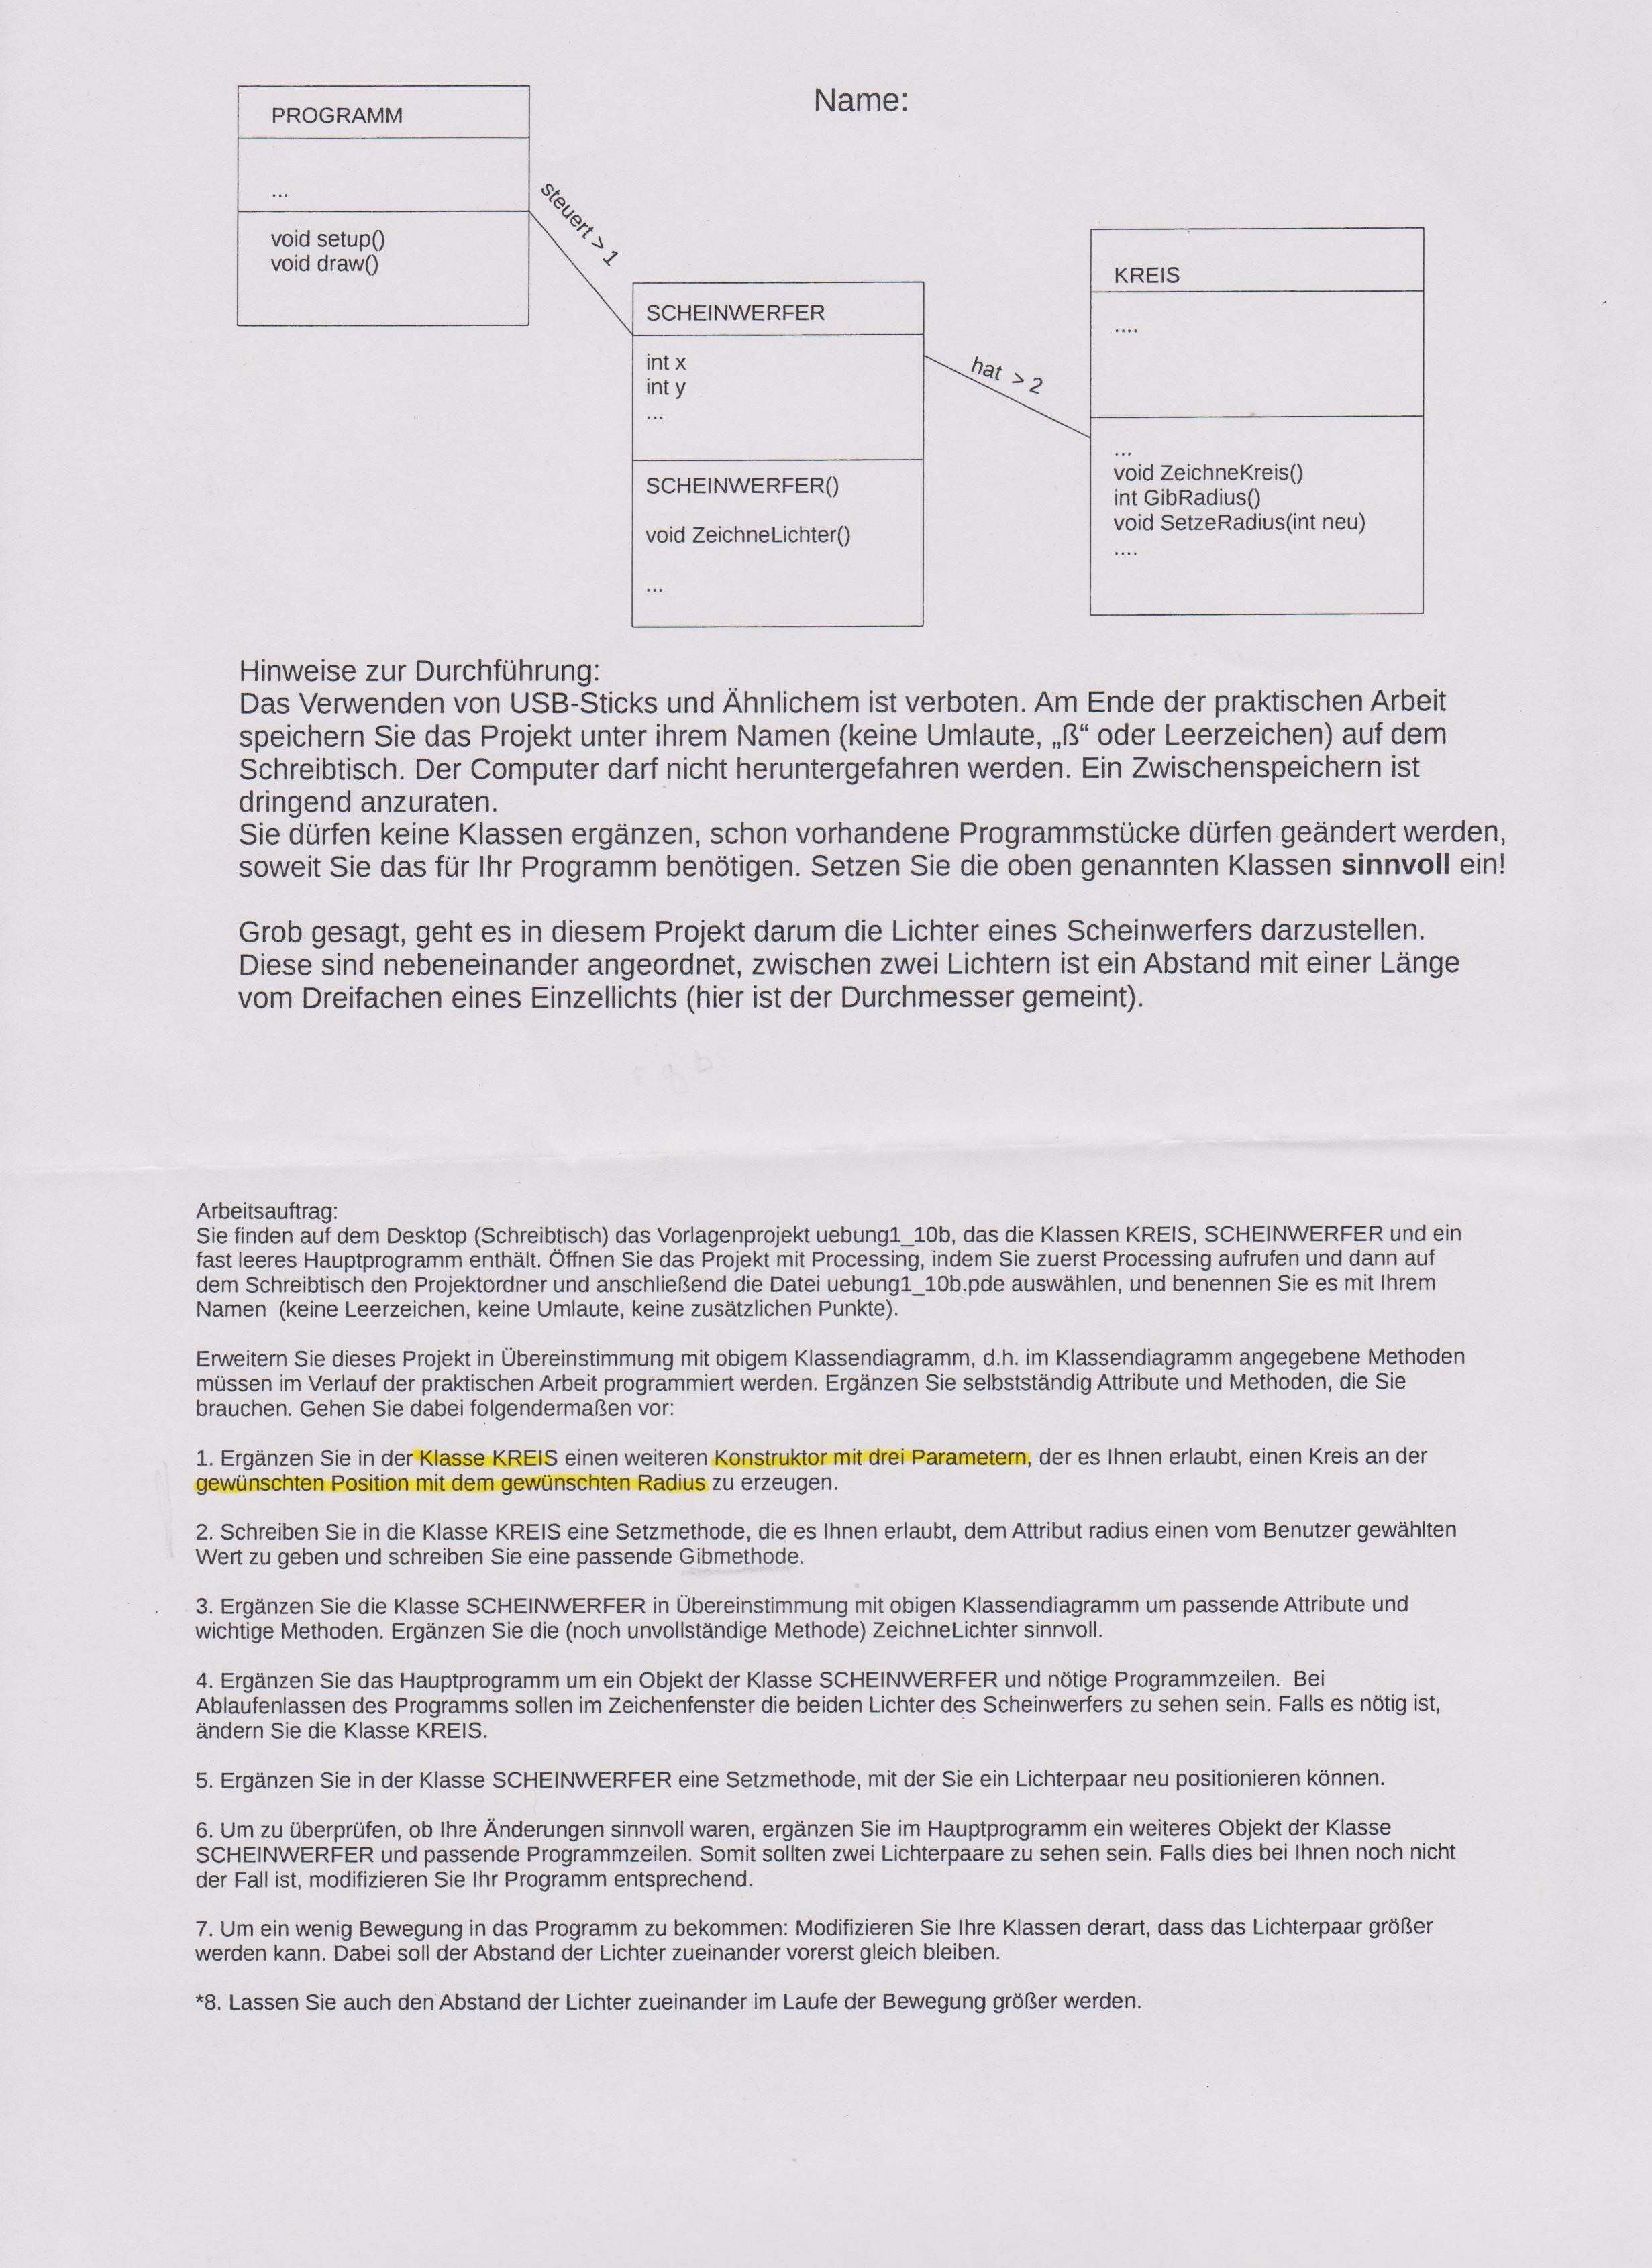 Name:
PROGRAMM
...
void setup()
void draw()
steuert > 1
SCHEINWERFER
int x
int y
...
SCHEINWERFER()
void ZeichneLichter()
...
hat > 2
KREIS
....
...
void ZeichneKreis()
int GibRadius()
void SetzeRadius(int neu)
....
Hinweise zur Durchführung:
Das Verwenden von USB-Sticks und Ähnlichem ist verboten. Am Ende der praktischen Arbeit
speichern Sie das Projekt unter ihrem Namen (keine Umlaute, „ß“ oder Leerzeichen) auf dem
Schreibtisch. Der Computer darf nicht heruntergefahren werden. Ein Zwischenspeichern ist
dringend anzuraten.
Sie dürfen keine Klassen ergänzen, schon vorhandene Programmstücke dürfen geändert werden,
soweit Sie das für Ihr Programm benötigen. Setzen Sie die oben genannten Klassen sinnvoll ein!
Grob gesagt, geht es in diesem Projekt darum die Lichter eines Scheinwerfers darzustellen.
Diese sind nebeneinander angeordnet, zwischen zwei Lichtern ist ein Abstand mit einer Länge
vom Dreifachen eines Einzellichts (hier ist der Durchmesser gemeint).
Arbeitsauftrag:
Sie finden auf dem Desktop (Schreibtisch) das Vorlagenprojekt uebung1_10b, das die Klassen KREIS, SCHEINWERFER und ein
fast leeres Hauptprogramm enthält. Öffnen Sie das Projekt mit Processing, indem Sie zuerst Processing aufrufen und dann auf
dem Schreibtisch den Projektordner und anschließend die Datei uebung1_10b.pde auswählen, und benennen Sie es mit Ihrem
Namen (keine Leerzeichen, keine Umlaute, keine zusätzlichen Punkte).
Erweitern Sie dieses Projekt in Übereinstimmung mit obigem Klassendiagramm, d.h. im Klassendiagramm angegebene Methoden
müssen im Verlauf der praktischen Arbeit programmiert werden. Ergänzen Sie selbstständig Attribute und Methoden, die Sie
brauchen. Gehen Sie dabei folgendermaßen vor:
1. Ergänzen Sie in der Klasse KREIS einen weiteren Konstruktor mit drei Parametern, der es Ihnen erlaubt, einen Kreis an der
gewünschten Position mit dem gewünschten Radius zu erzeugen.
2. Schreiben Sie in die Klasse KREIS eine Setzmethode, die es Ihnen erlaubt, dem Attribut radius einen vom Benutzer gewählten
Wert zu geben und schreiben Sie eine passende Gibmethode.
3. Ergänzen Sie die Klasse SCHEINWERFER in Übereinstimmung mit obigen Klassendiagramm um passende Attribute und
wichtige Methoden. Ergänzen Sie die (noch unvollständige Methode) ZeichneLichter sinnvoll.
4. Ergänzen Sie das Hauptprogramm um ein Objekt der Klasse SCHEINWERFER und nötige Programmzeilen. Bei
Ablaufenlassen des Programms sollen im Zeichenfenster die beiden Lichter des Scheinwerfers zu sehen sein. Falls es nötig ist,
ändern Sie die Klasse KREIS.
5. Ergänzen Sie in der Klasse SCHEINWERFER eine Setzmethode, mit der Sie ein Lichterpaar neu positionieren können.
6. Um zu überprüfen, ob Ihre Änderungen sinnvoll waren, ergänzen Sie im Hauptprogramm ein weiteres Objekt der Klasse
SCHEINWERFER und passende Programmzeilen. Somit sollten zwei Lichterpaare zu sehen sein. Falls dies bei Ihnen noch nicht
der Fall ist, modifizieren Sie Ihr Programm entsprechend.
7. Um ein wenig Bewegung in das Programm zu bekommen: Modifizieren Sie Ihre Klassen derart, dass das Lichterpaar größer
werden kann. Dabei soll der Abstand der Lichter zueinander vorerst gleich bleiben.
*8. Lassen Sie auch den Abstand der Lichter zueinander im Laufe der Bewegung größer werden.